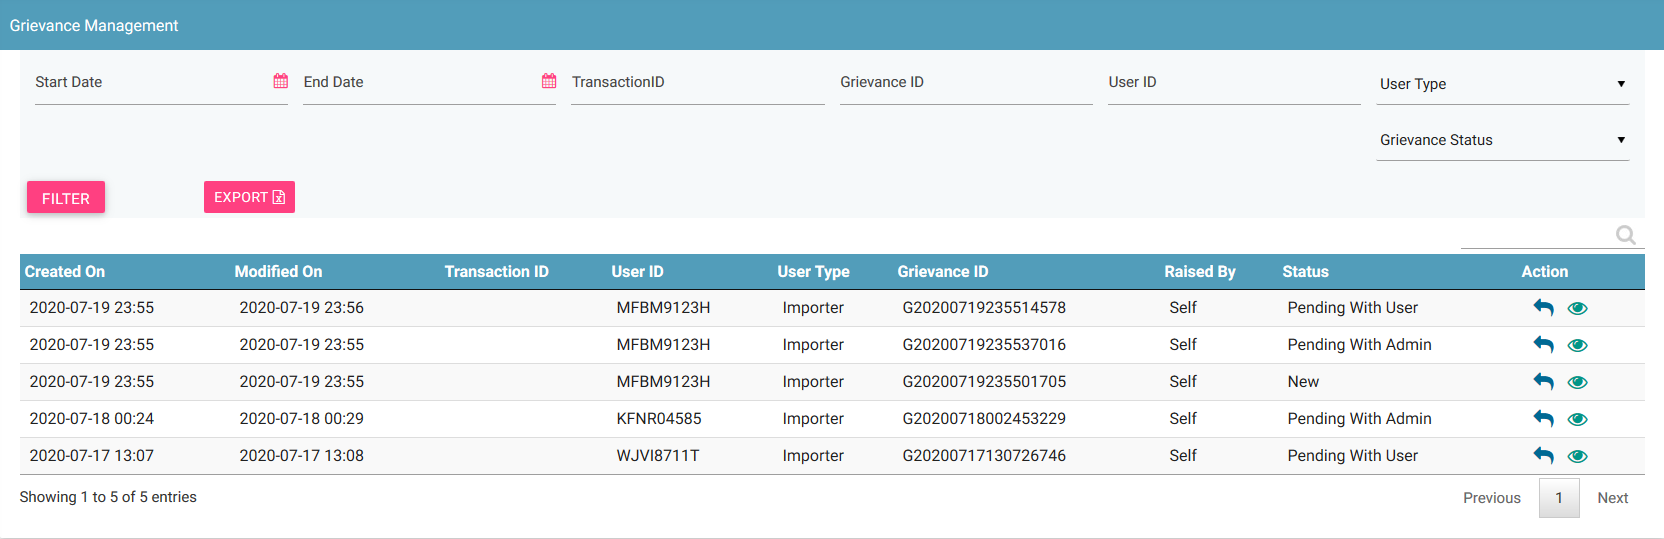 Grievance Management
Start Date End Date TransactionID Grievance ID User ID User Type
Grievance Status
FILTER EXPORT
Created On Modified On Transaction ID User ID User Type Grievance ID Raised By Status Action
2020-07-19 23:55 2020-07-19 23:56 MFBM9123H Importer G20200719235514578 Self Pending With User
2020-07-19 23:55 2020-07-19 23:55 MFBM9123H Importer G20200719235537016 Self Pending With Admin
2020-07-19 23:55 2020-07-19 23:55 MFBM9123H Importer G20200719235501705 Self New
2020-07-18 00:24 2020-07-18 00:29 KFNR04585 Importer G20200718002453229 Self Pending With Admin
2020-07-17 13:07 2020-07-17 13:08 WJVI8711T Importer G20200717130726746 Self Pending With User
Showing 1 to 5 of 5 entries Previous 1 Next